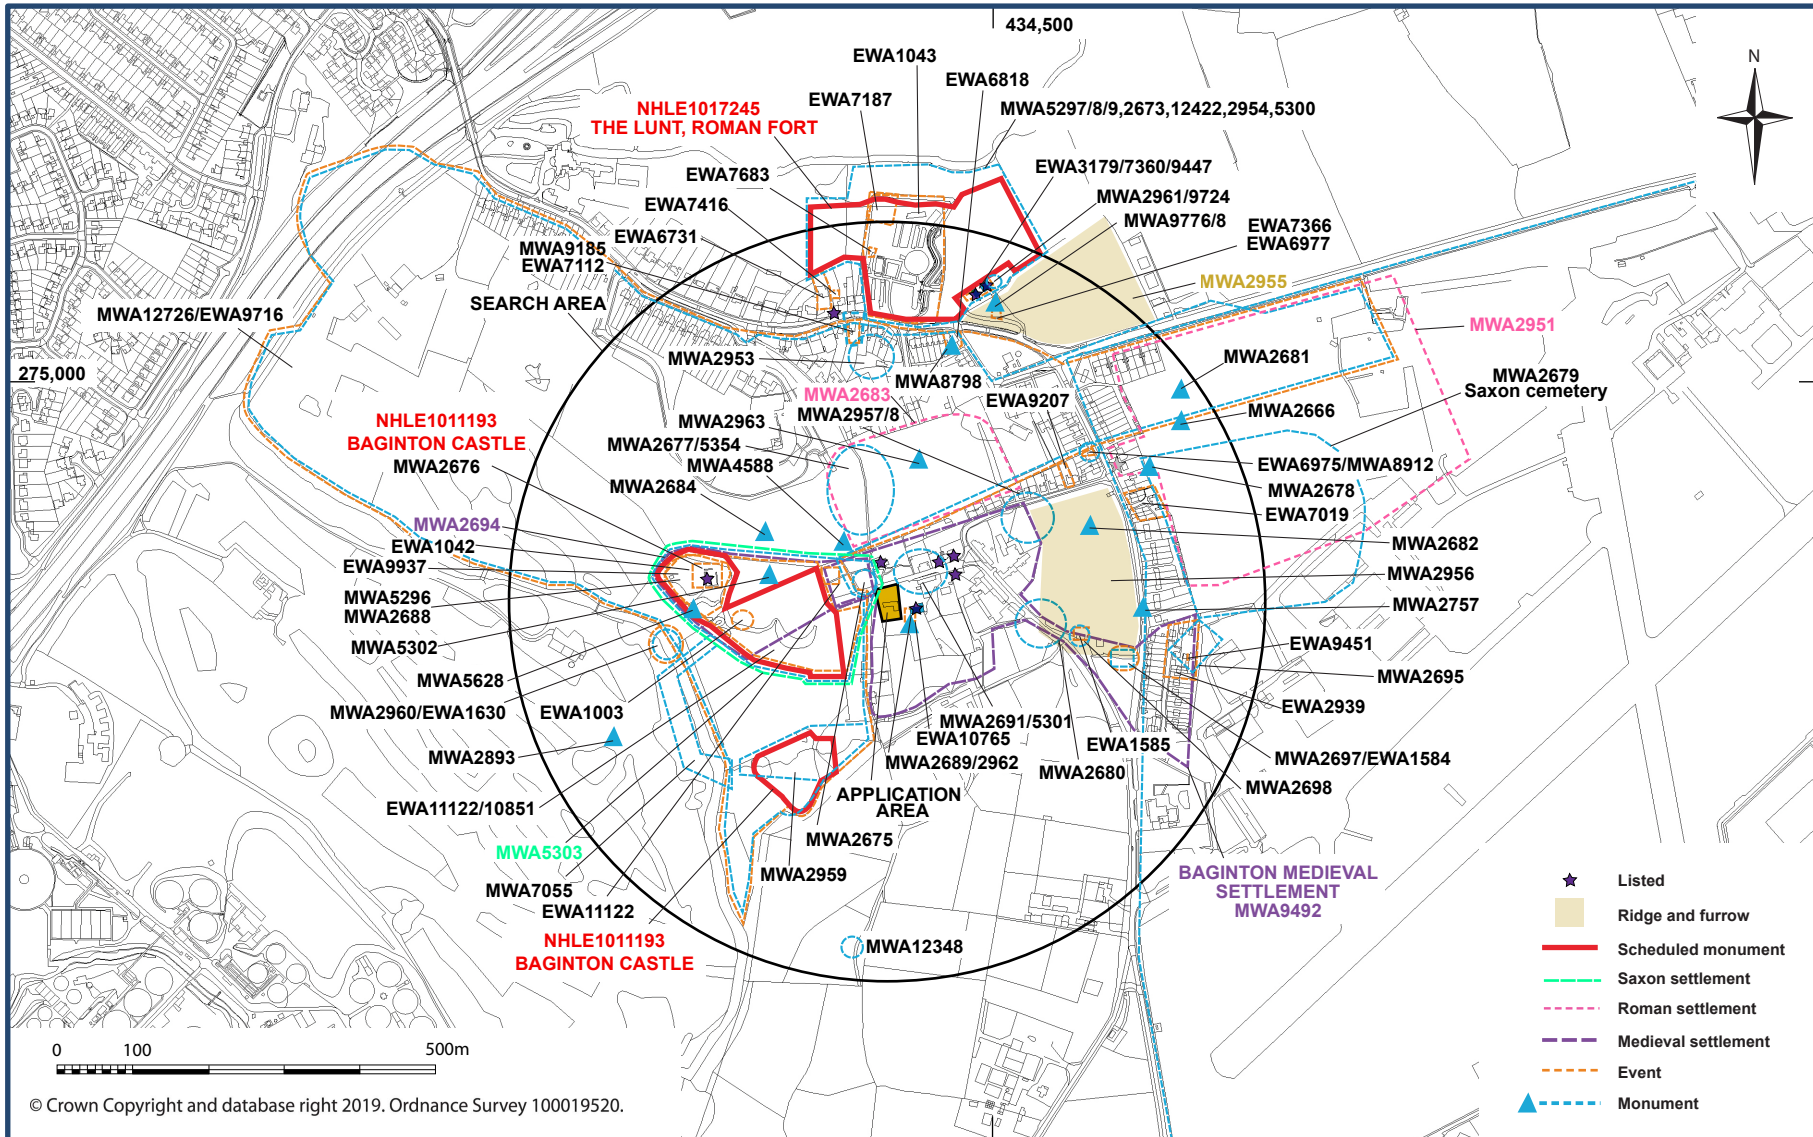 434,500
EWA1043
EWA6818
EWA7187
NHLE1017245
THE LUNT, ROMAN FORT
MWA5297/8/9,2673,12422,2954,5300
EWA7683
EWA3179/7360/9447
EWA7416
MWA2961/9724
MWA9776/8
EWA6731
EWA7366
EWA6977
MWA9185
EWA7112
N
SEARCH AREA
MWA2955
MWA12726/EWA9716
MWA2951
MWA2953
MWA2681
275,000
MWA8798
MWA2679
Saxon cemetery
MWA2683
EWA9207
MWA2957/8
MWA2666
NHLE1011193
BAGINTON CASTLE
MWA2963
MWA2677/5354
MWA2676
MWA4588
EWA6975/MWA8912
MWA2684
MWA2678
EWA7019
MWA2694
EWA1042
MWA2682
EWA9937
MWA2956
MWA5296
MWA2688
MWA2757
MWA5302
EWA9451
MWA5628
MWA2695
MWA2960/EWA1630
EWA1003
EWA2939
MWA2691/5301
EWA10765
EWA1585
MWA2893
MWA2689/2962
MWA2680
MWA2697/EWA1584
MWA2698
EWA11122/10851
APPLICATION
AREA
MWA2675
MWA5303
MWA2959
MWA7055
BAGINTON MEDIEVAL
SETTLEMENT
MWA9492
EWA11122
NHLE1011193
BAGINTON CASTLE
MWA12348
Listed
Ridge and furrow
Scheduled monument
Saxon settlement
Roman settlement
Medieval settlement
Event
Monument
0 100 500m
© Crown Copyright and database right 2019. Ordnance Survey 100019520.